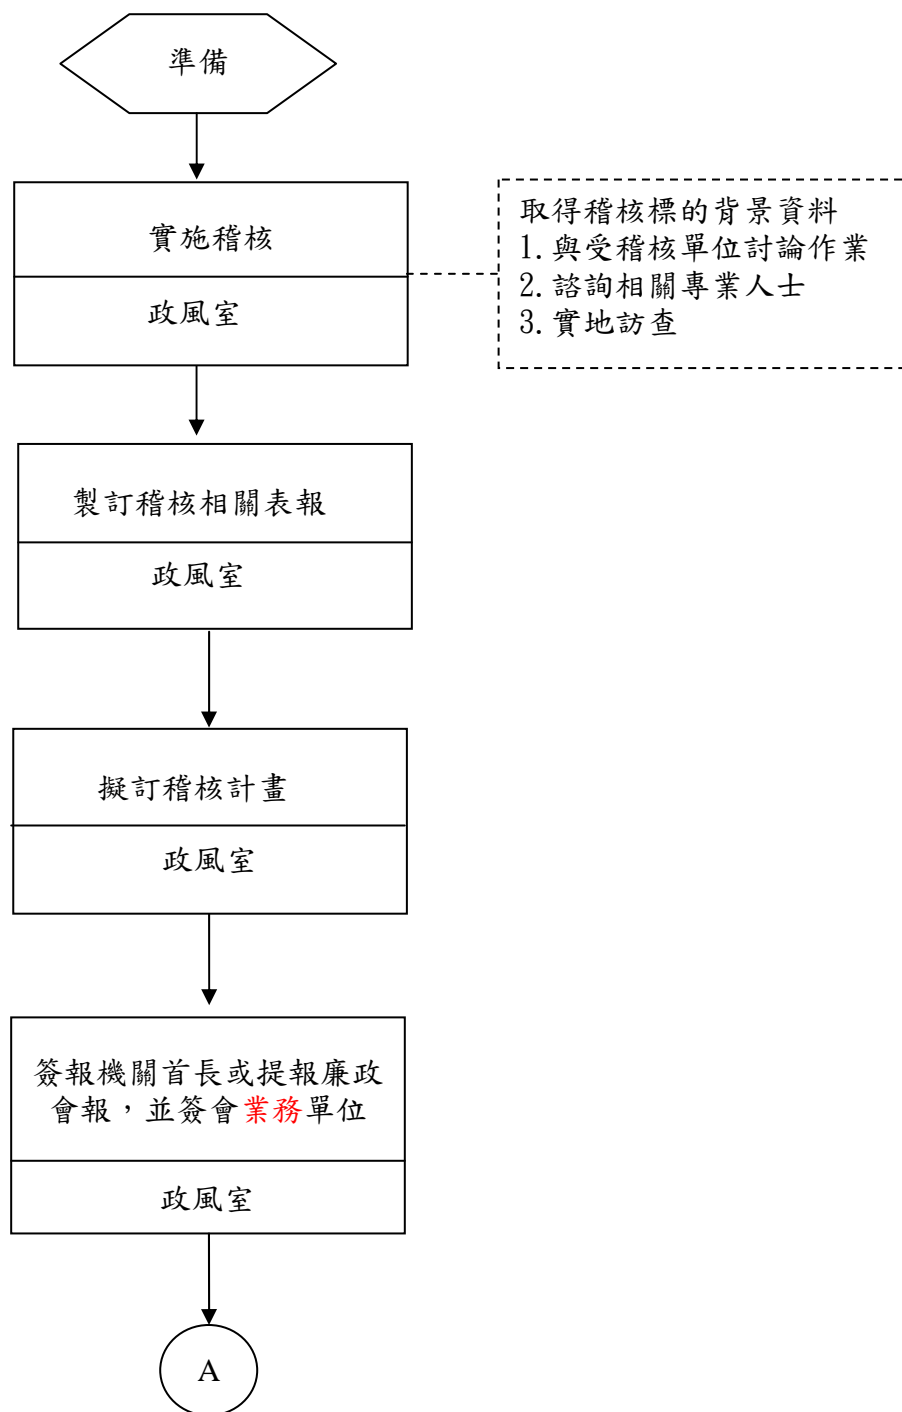 準備
實施稽核
政風室
取得稽核標的背景資料
1.與受稽核單位討論作業
2.諮詢相關專業人士
3.實地訪查
製訂稽核相關表報
政風室
擬訂稽核計畫
政風室
簽報機關首長或提報廉政
會報，並簽會業務單位
政風室
A